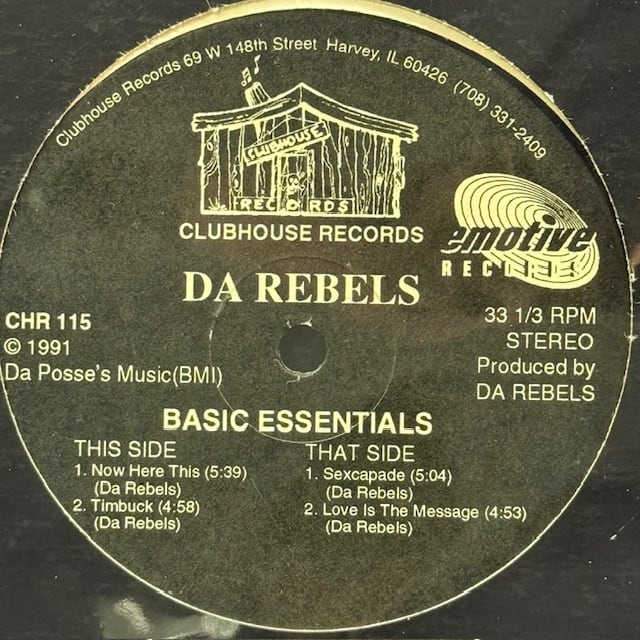 Clubhouse Records 69 W 148th Street Harvey, IL 60426 (708) 331-2409
CLUBHOUSE
RECORDS
CLUBHOUSE RECORDS
emotive
RECORDS
DA REBELS
CHR 115
© 1991
Da Posse's Music(BMI)
33 1/3 RPM
STEREO
Produced by
DA REBELS
BASIC ESSENTIALS
THIS SIDE
1. Now Here This (5:39)
(Da Rebels)
2. Timbuck (4:58)
(Da Rebels)
THAT SIDE
1. Sexcapade (5:04)
(Da Rebels)
2. Love Is The Message (4:53)
(Da Rebels)